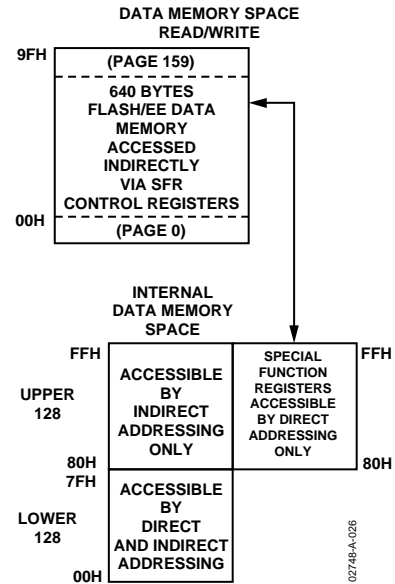 DATA MEMORY SPACE
READ/WRITE
9FH
(PAGE 159)
640 BYTES
FLASH/EE DATA
MEMORY
ACCESSED
INDIRECTLY
VIA SFR
CONTROL REGISTERS
00H
(PAGE 0)
INTERNAL
DATA MEMORY
SPACE
FFH
UPPER
128
80H
ACCESSIBLE
BY
INDIRECT
ADDRESSING
ONLY
SPECIAL
FUNCTION
REGISTERS
ACCESSIBLE
BY DIRECT
ADDRESSING
ONLY
FFH
80H
7FH
LOWER
128
00H
ACCESSIBLE
BY
DIRECT
AND INDIRECT
ADDRESSING
02748-A-026